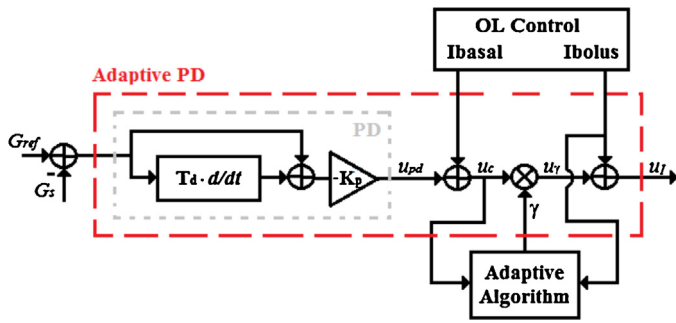 OL Control
Ibasal Ibolus
Adaptive PD
PD
Gref
Gs
-
Td · d/dt
-Kp
upd
uc
uγ
uI
γ
Adaptive
Algorithm